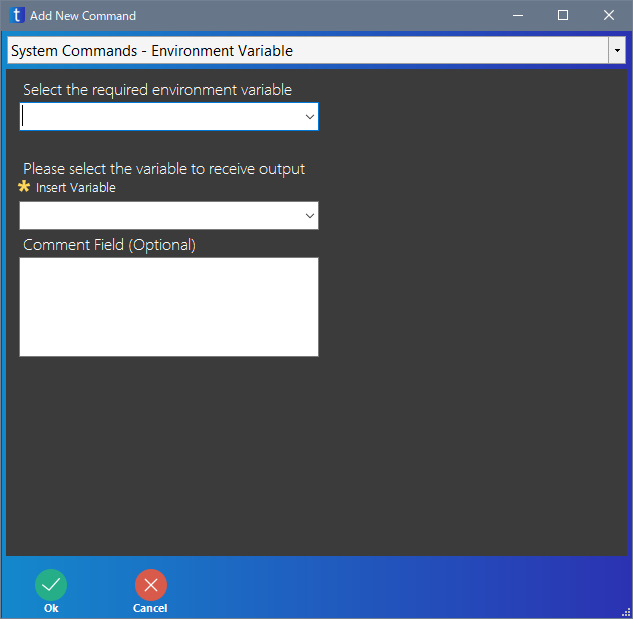 t Add New Command
System Commands - Environment Variable
Select the required environment variable
Please select the variable to receive output
* Insert Variable
Comment Field (Optional)
Ok Cancel